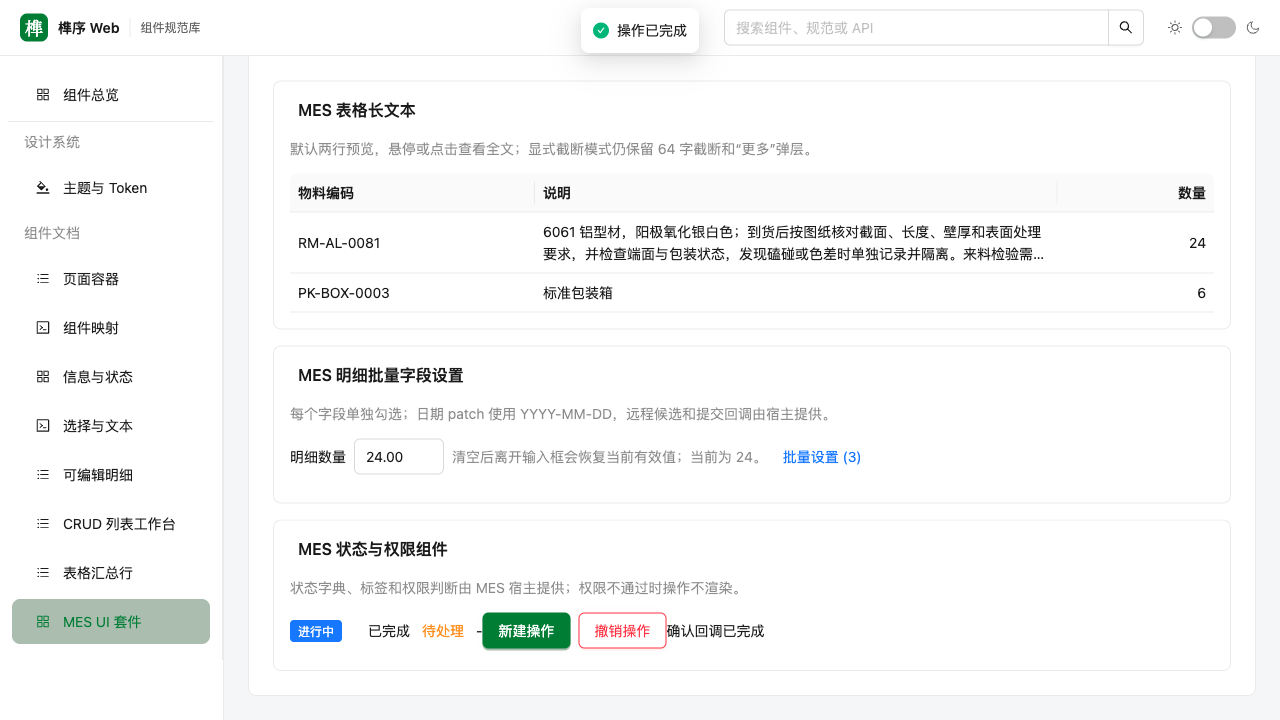 榫
榫序 Web
组件规范库
操作已完成
搜索组件、规范或 API
组件总览
设计系统
主题与 Token
组件文档
页面容器
组件映射
信息与状态
选择与文本
可编辑明细
CRUD 列表工作台
表格汇总行
MES UI 套件
MES 表格长文本
默认两行预览，悬停或点击查看全文；显式截断模式仍保留 64 字截断和“更多”弹层。
物料编码 说明 数量
RM-AL-0081
6061 铝型材，阳极氧化银白色；到货后按图纸核对截面、长度、壁厚和表面处理
要求，并检查端面与包装状态，发现磕碰或色差时单独记录并隔离。来料检验需...
24
PK-BOX-0003 标准包装箱 6
MES 明细批量字段设置
每个字段单独勾选；日期 patch 使用 YYYY-MM-DD，远程候选和提交回调由宿主提供。
明细数量 24.00 清空后离开输入框会恢复当前有效值；当前为 24。 批量设置 (3)
MES 状态与权限组件
状态字典、标签和权限判断由 MES 宿主提供；权限不通过时操作不渲染。
进行中 已完成 待处理 - 新建操作 撤销操作 确认回调已完成